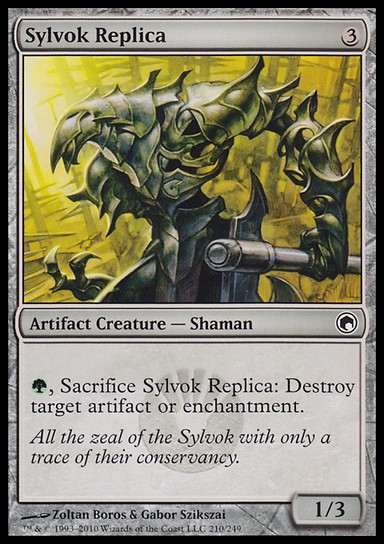 Sylvok Replica 3
Artifact Creature — Shaman
, Sacrifice Sylvok Replica: Destroy
target artifact or enchantment.
All the zeal of the Sylvok with only a
trace of their conservancy.
Zoltan Boros & Gabor Szikszai
™ & © 1993–2010 Wizards of the Coast LLC 210/249
1/3